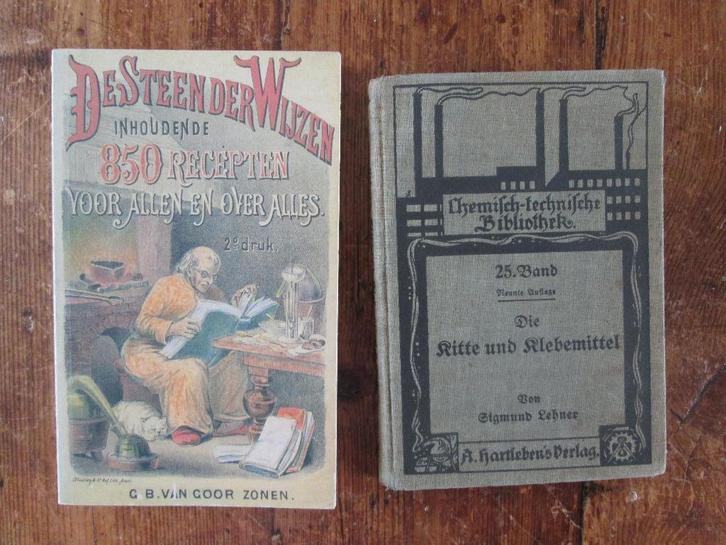 De Steen der Wijzen
INHOUDENDE
850 RECEPTEN
VOOR ALLEN EN OVER ALLES.
2e druk.
G. B. VAN GOOR ZONEN.
Chemisch-technische
Bibliothek.
25. Band
Neunte Auflage
Die
Kitte und Klebemittel
Von
Sigmund Lehner
A. Hartleben's Verlag.